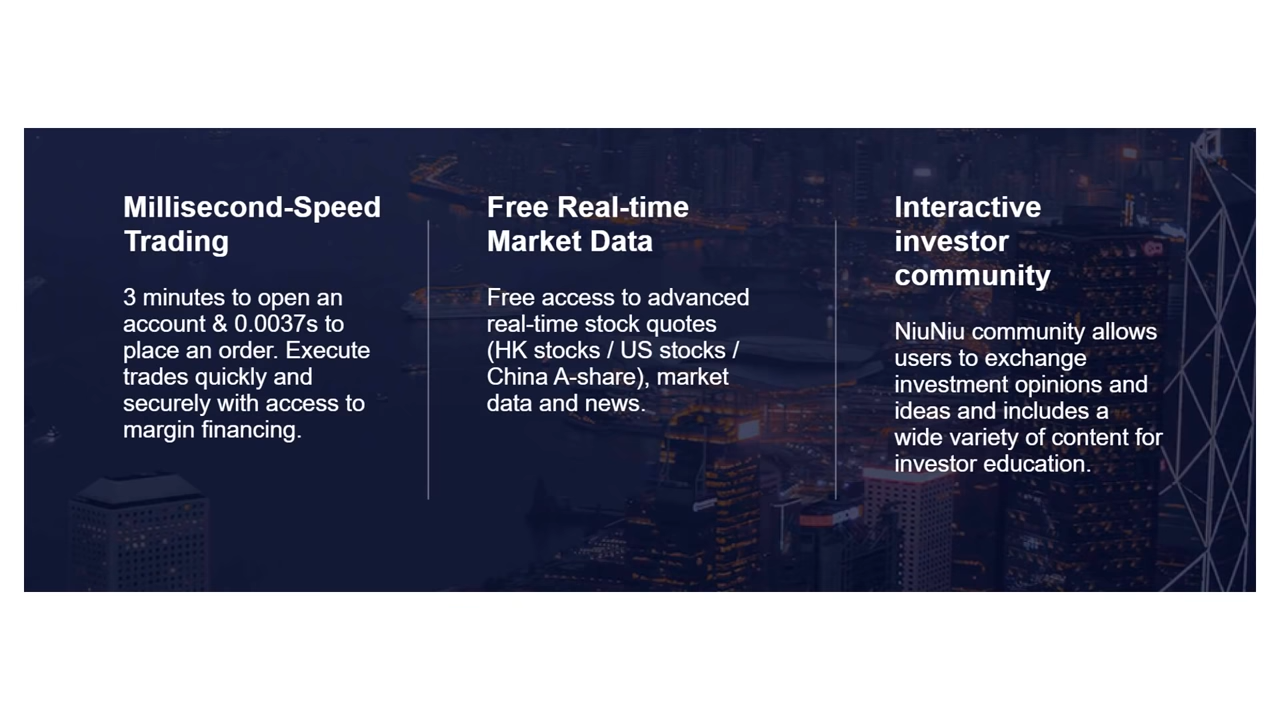 Millisecond-Speed
Trading
3 minutes to open an
account & 0.0037s to
place an order. Execute
trades quickly and
securely with access to
margin financing.
Free Real-time
Market Data
Free access to advanced
real-time stock quotes
(HK stocks / US stocks /
China A-share), market
data and news.
Interactive
investor
community
NiuNiu community allows
users to exchange
investment opinions and
ideas and includes a
wide variety of content for
investor education.